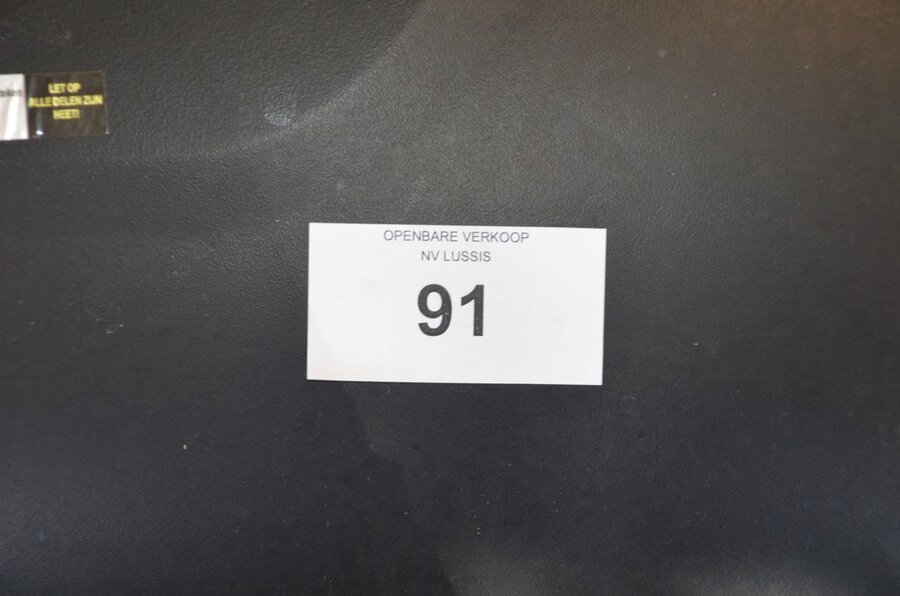 LET OP
ALLE DELEN ZIJN
HEET!
OPENBARE VERKOOP
NV LUSSIS
91